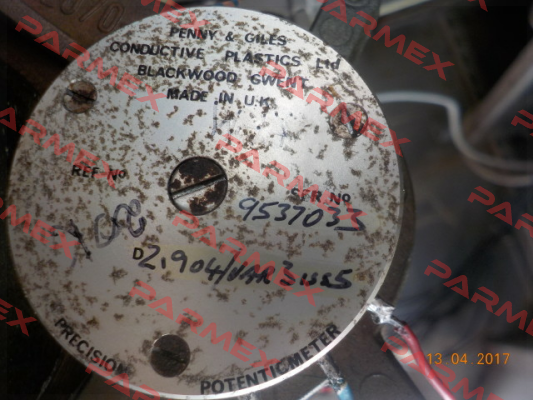 PENNY & GILES
CONDUCTIVE PLASTICS Ltd
BLACKWOOD GWENT
MADE IN U.K.
REF No
SER No
9537033
D2.904/VAR3
PRECISION POTENTIOMETER
13 04 2017
PARMEX